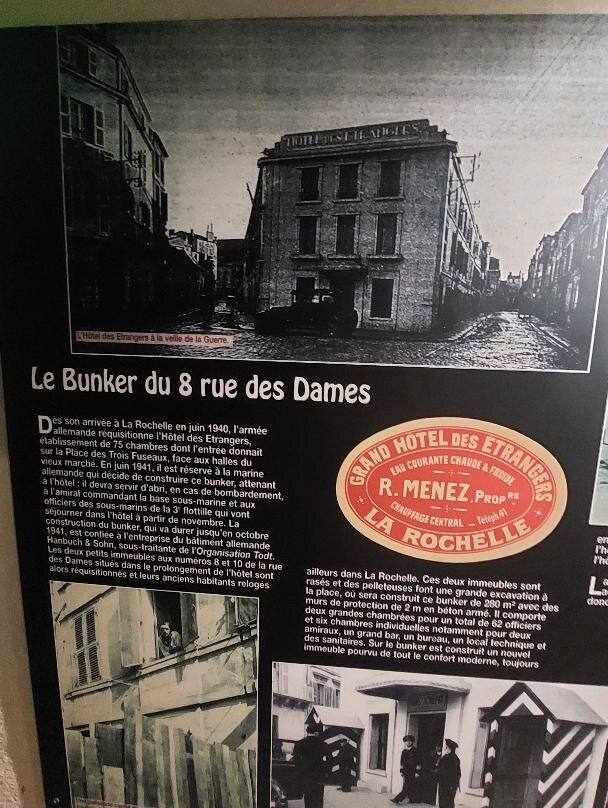 HOTEL DES ETRANGERS
L'Hôtel des Etrangers à la veille de la Guerre.
Le Bunker du 8 rue des Dames
Dès son arrivée à La Rochelle en juin 1940, l'armée
allemande réquisitionne l'Hôtel des Etrangers,
établissement de 75 chambres dont l'entrée donnait
sur la Place des Trois Fuseaux, face aux halles du
vieux marché. En juin 1941, il est réservé à la marine
allemande qui décide de construire ce bunker, attenant
à l'hôtel : il devra servir d'abri, en cas de bombardement,
à l'amiral commandant la base sous-marine et aux
officiers des sous-marins de la 3e flottille qui vont
séjourner dans l'hôtel à partir de novembre. La
construction du bunker, qui va durer jusqu'en octobre
1941, est confiée à l'entreprise du bâtiment allemande
Hanbuch & Sohn, sous-traitante de l'Organisation Todt.
Les deux petits immeubles aux numéros 8 et 10 de la rue
des Dames situés dans le prolongement de l'hôtel sont
alors réquisitionnés et leurs anciens habitants relogés
GRAND HOTEL DES ETRANGERS
EAU COURANTE CHAUDE & FROIDE
R. MENEZ, PROPRE
CHAUFFAGE CENTRAL _ Téléph 41
LA ROCHELLE
ailleurs dans La Rochelle. Ces deux immeubles sont
rasés et des pelleteuses font une grande excavation à
la place, où sera construit ce bunker de 280 m² avec des
murs de protection de 2 m en béton armé. Il comporte
deux grandes chambrées pour un total de 62 officiers
et six chambres individuelles notamment pour deux
amiraux, un grand bar, un bureau, un local technique et
des sanitaires. Sur le bunker est construit un nouvel
immeuble pourvu de tout le confort moderne, toujours
en
l'h
l'h
La
donc